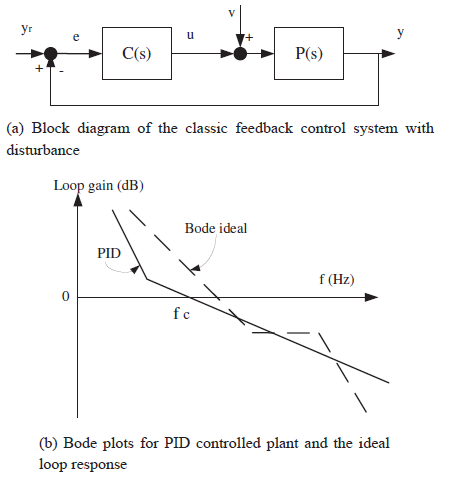 yr
e
C(s)
u
v
+
P(s)
y
+
-
(a) Block diagram of the classic feedback control system with
disturbance
Loop gain (dB)
Bode ideal
PID
f (Hz)
0
f c
(b) Bode plots for PID controlled plant and the ideal
loop response